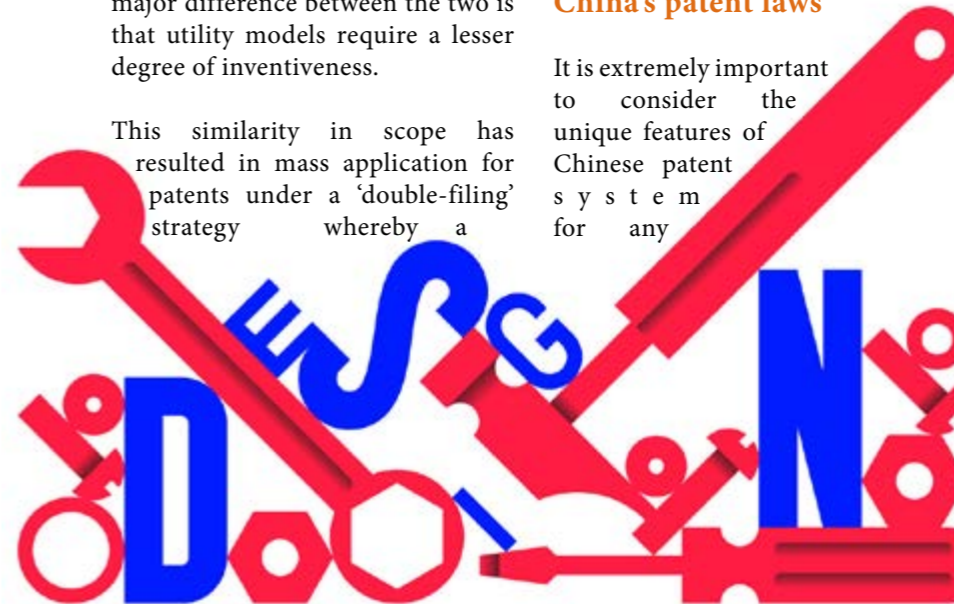 major difference between the two is
that utility models require a lesser
degree of inventiveness.
This similarity in scope has
resulted in mass application for
patents under a ‘double-filing’
strategy whereby a
China's patent laws
It is extremely important
to consider the
unique features of
Chinese patent
system
for any
DESIGN